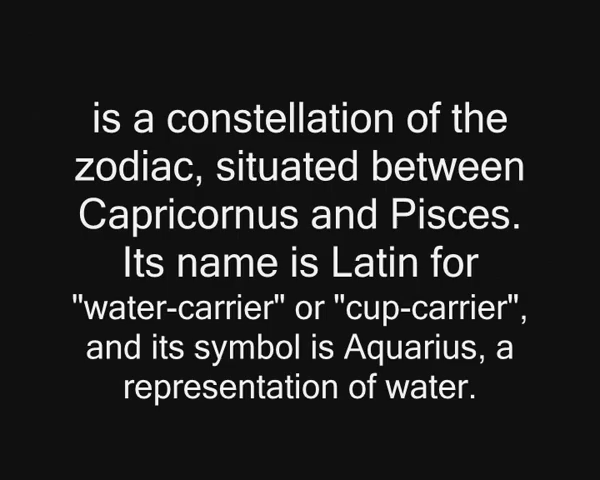 is a constellation of the
zodiac, situated between
Capricornus and Pisces.
Its name is Latin for
"water-carrier" or "cup-carrier",
and its symbol is Aquarius, a
representation of water.